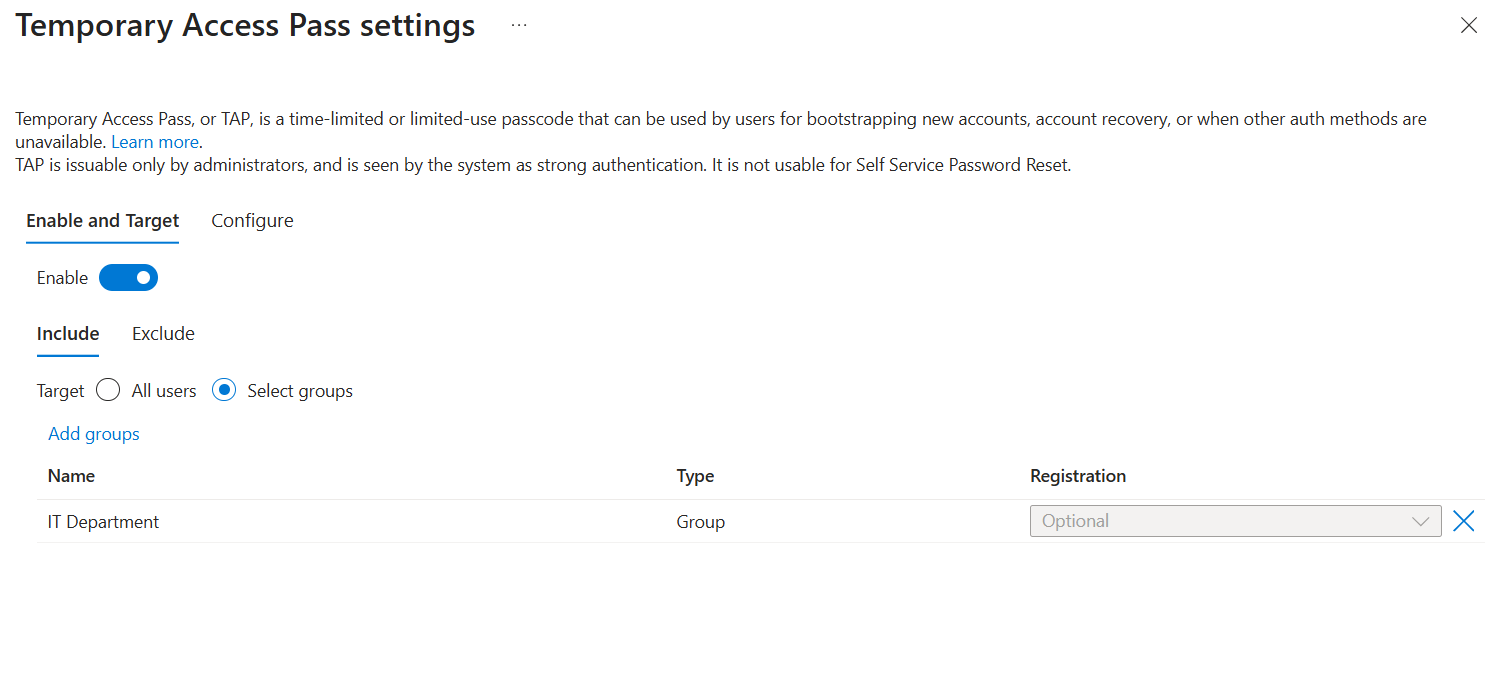 Temporary Access Pass settings ...
Temporary Access Pass, or TAP, is a time-limited or limited-use passcode that can be used by users for bootstrapping new accounts, account recovery, or when other auth methods are
unavailable. Learn more.
TAP is issuable only by administrators, and is seen by the system as strong authentication. It is not usable for Self Service Password Reset.
Enable and Target Configure
Enable
Include Exclude
Target All users Select groups
Add groups
Name Type Registration
IT Department Group Optional